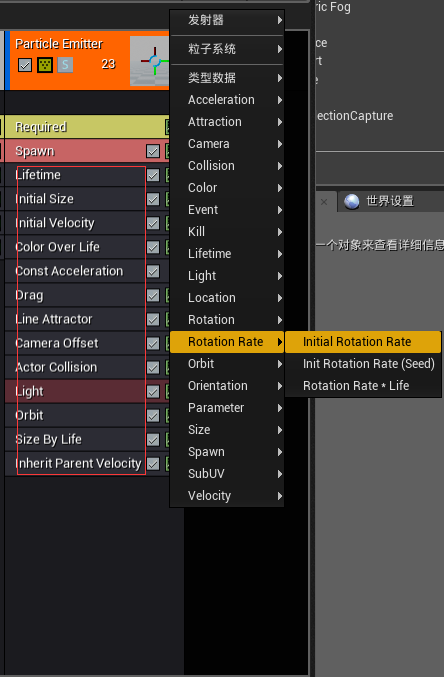 Particle Emitter
S
23
Required
Spawn
Lifetime
Initial Size
Initial Velocity
Color Over Life
Const Acceleration
Drag
Line Attractor
Camera Offset
Actor Collision
Light
Orbit
Size By Life
Inherit Parent Velocity
发射器
粒子系统
类型数据
Acceleration
Attraction
Camera
Collision
Color
Event
Kill
Lifetime
Light
Location
Rotation
Rotation Rate
Orbit
Orientation
Parameter
Size
Spawn
SubUV
Velocity
Initial Rotation Rate
Init Rotation Rate (Seed)
Rotation Rate * Life
ric Fog
ectionCapture
世界设置
一个对象来查看详细信息